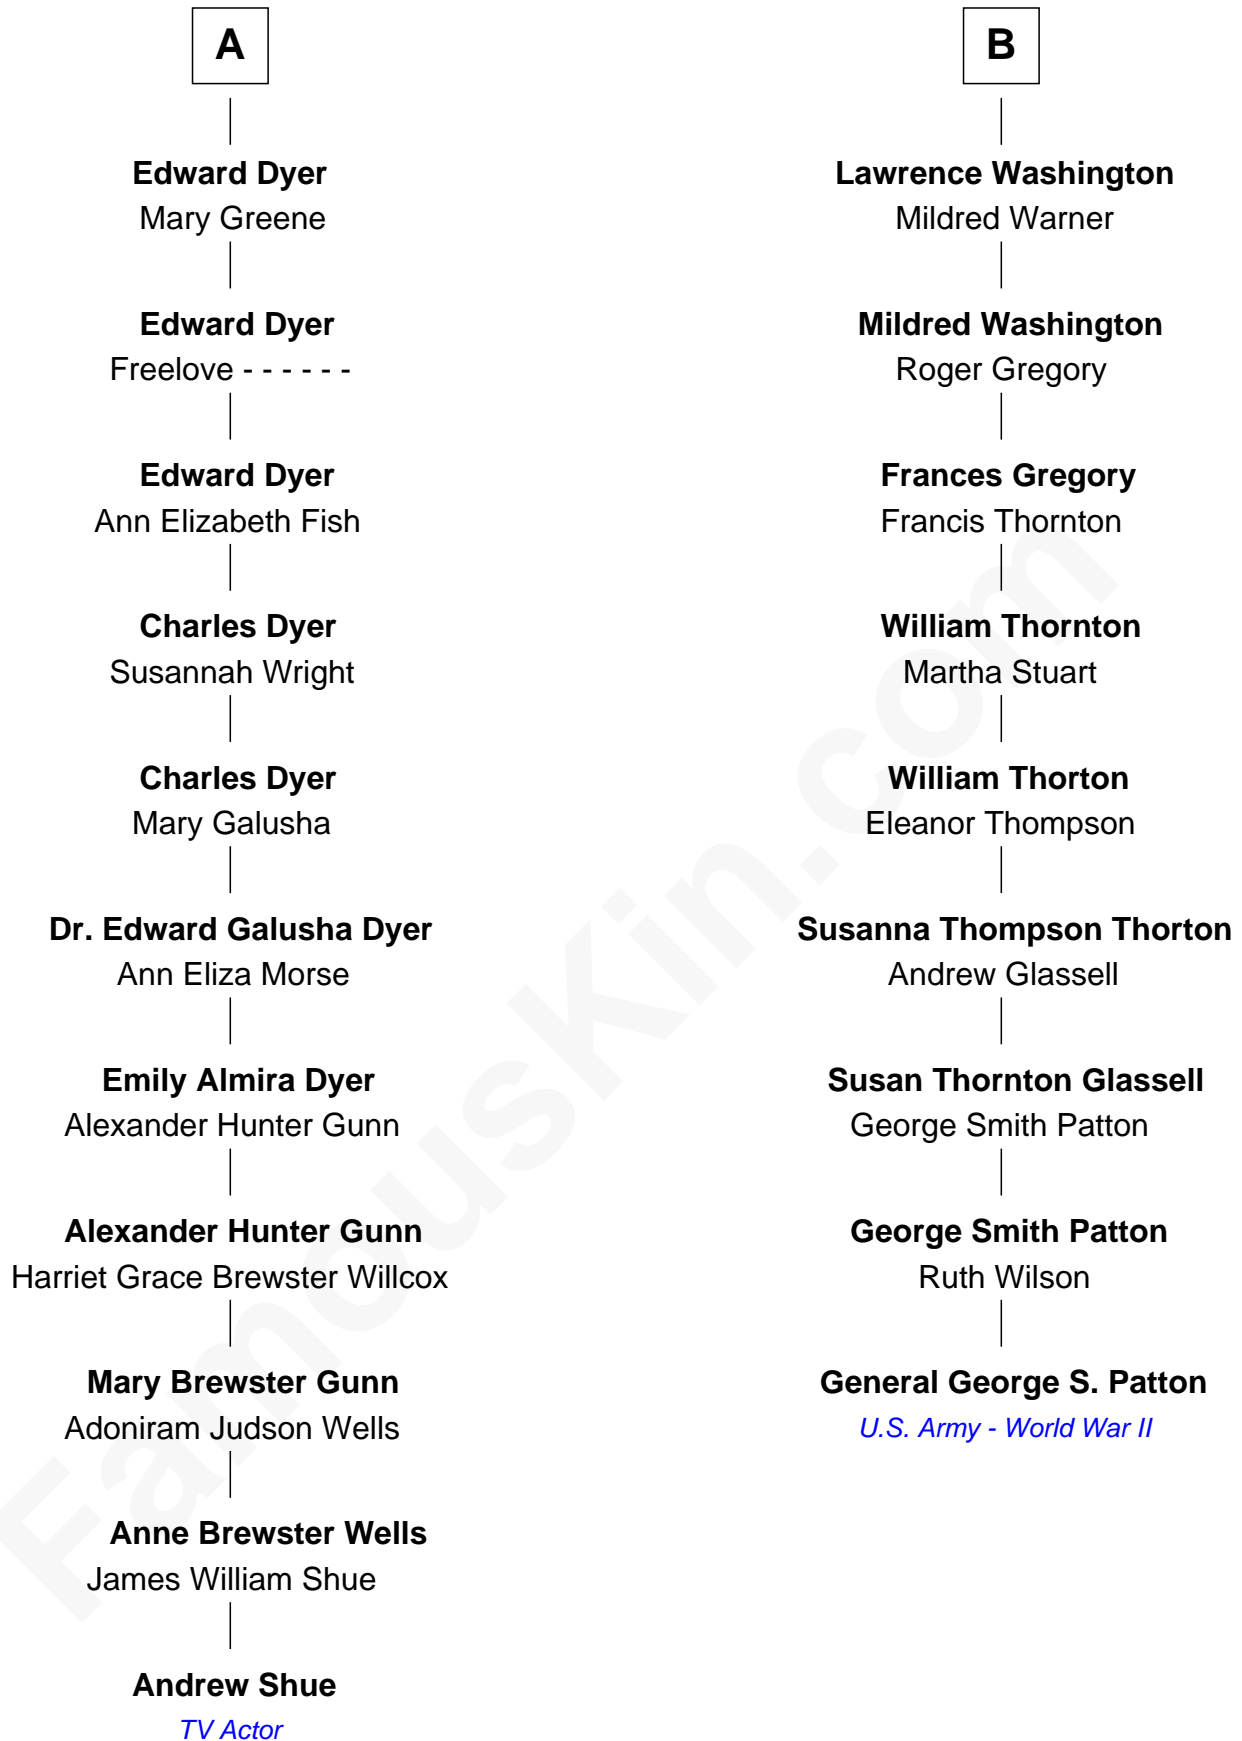 A
Edward Dyer
Mary Greene
Edward Dyer
Freelove - - - - - -
Edward Dyer
Ann Elizabeth Fish
Charles Dyer
Susannah Wright
Charles Dyer
Mary Galusha
Dr. Edward Galusha Dyer
Ann Eliza Morse
Emily Almira Dyer
Alexander Hunter Gunn
Alexander Hunter Gunn
Harriet Grace Brewster Willcox
Mary Brewster Gunn
Adoniram Judson Wells
Anne Brewster Wells
James William Shue
Andrew Shue
TV Actor
B
Lawrence Washington
Mildred Warner
Mildred Washington
Roger Gregory
Frances Gregory
Francis Thornton
William Thornton
Martha Stuart
William Thorton
Eleanor Thompson
Susanna Thompson Thorton
Andrew Glassell
Susan Thornton Glassell
George Smith Patton
George Smith Patton
Ruth Wilson
General George S. Patton
U.S. Army - World War II
FamousKin.com